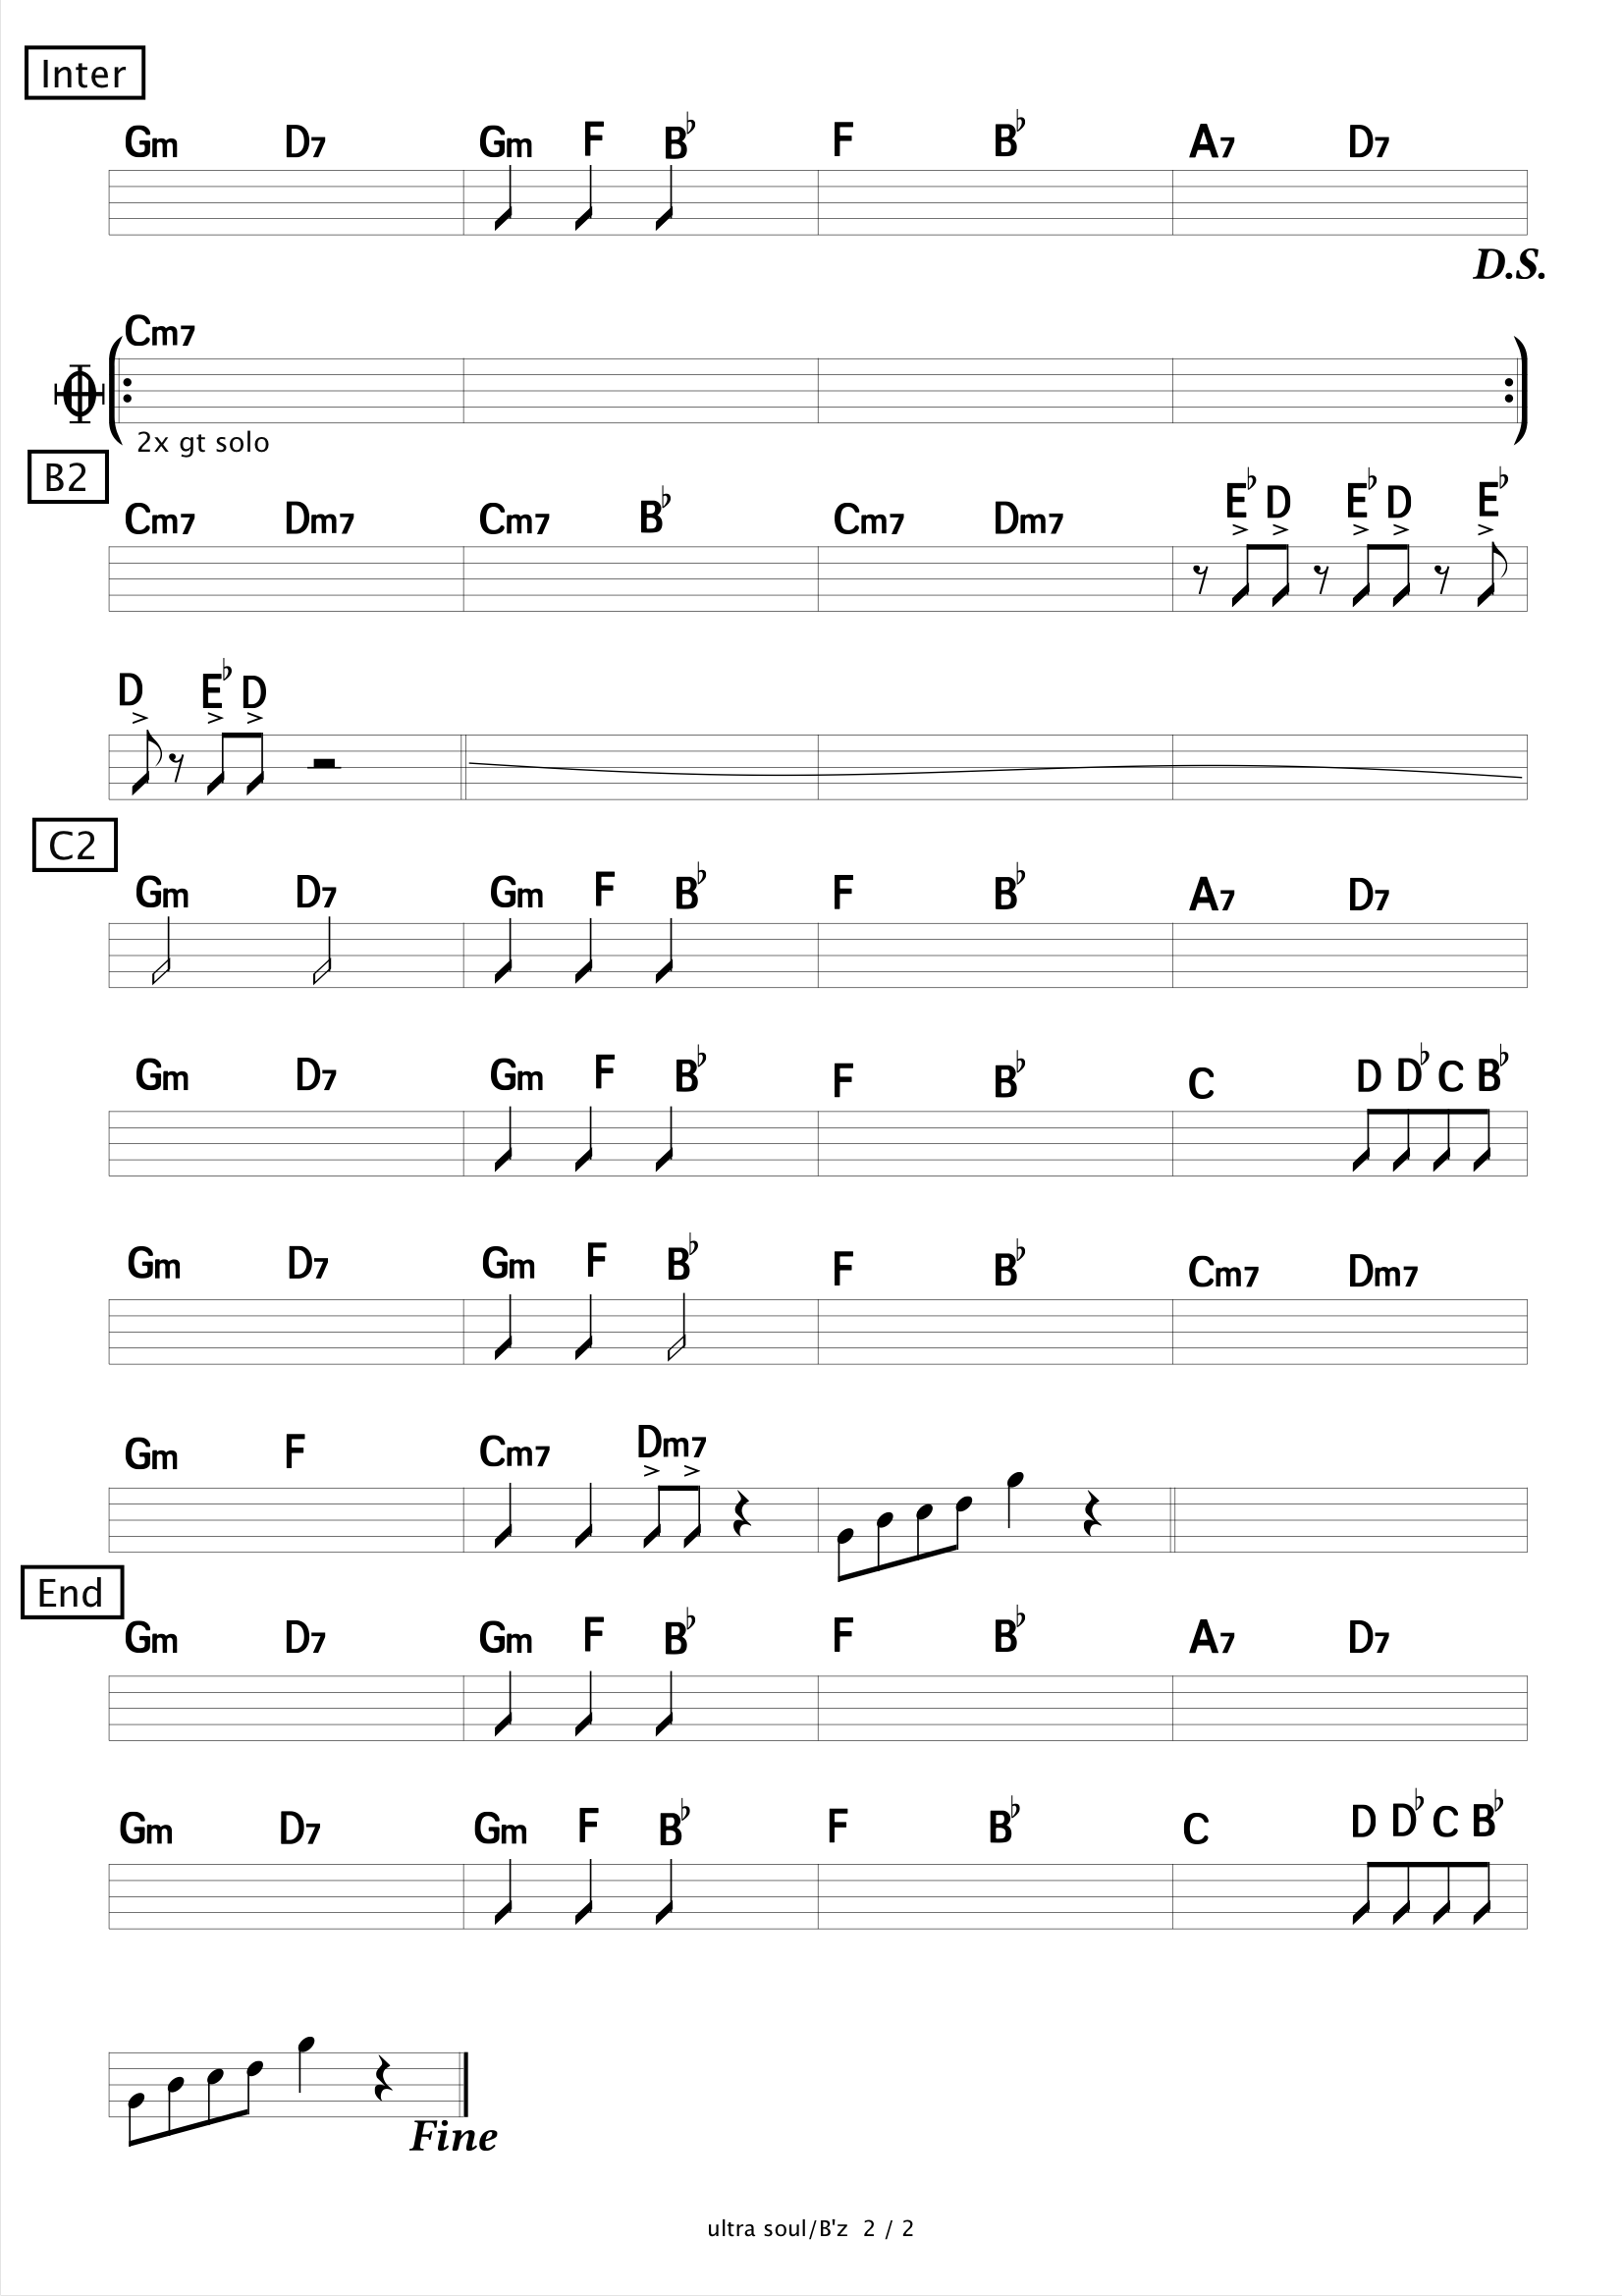 Inter
Gm D7 Gm F B♭ F B♭ A7 D7
D.S.
Cm7
2x gt solo
B2
Cm7 Dm7 Cm7 B♭ Cm7 Dm7 E♭ D E♭ D E♭
D E♭ D
C2
Gm D7 Gm F B♭ F B♭ A7 D7
Gm D7 Gm F B♭ F B♭ C D D♭ C B♭
Gm D7 Gm F B♭ F B♭ Cm7 Dm7
Gm F Cm7 Dm7
End
Gm D7 Gm F B♭ F B♭ A7 D7
Gm D7 Gm F B♭ F B♭ C D D♭ C B♭
Fine
ultra soul/B'z 2 / 2